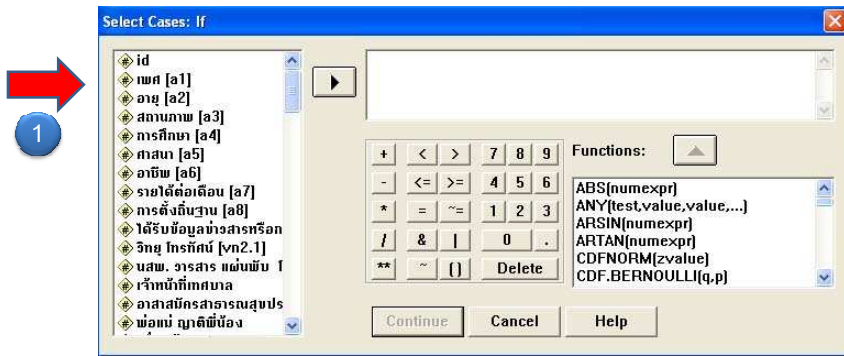 Select Cases: If
1
id
เพศ [a1]
อายุ [a2]
สถานภาพ [a3]
การศึกษา [a4]
ศาสนา [a5]
อาชีพ [a6]
รายได้ต่อเดือน [a7]
การตั้งถิ่นฐาน [a8]
ได้รับข้อมูลข่าวสารหรือก
วิทยุ โทรทัศน์ [vn2.1]
นสพ. วารสาร แผ่นพับ โ
เจ้าหน้าที่เทศบาล
อาสาสมัครสาธารณสุขประ
พ่อแม่ ญาติพี่น้อง
+ < > 7 8 9
- <= >= 4 5 6
* = ~= 1 2 3
/ & | 0 .
** ~ () Delete
Functions:
ABS(numexpr)
ANY(test,value,value,...)
ARSIN(numexpr)
ARTAN(numexpr)
CDFNORM(zvalue)
CDF.BERNOULLI(q,p)
Continue Cancel Help